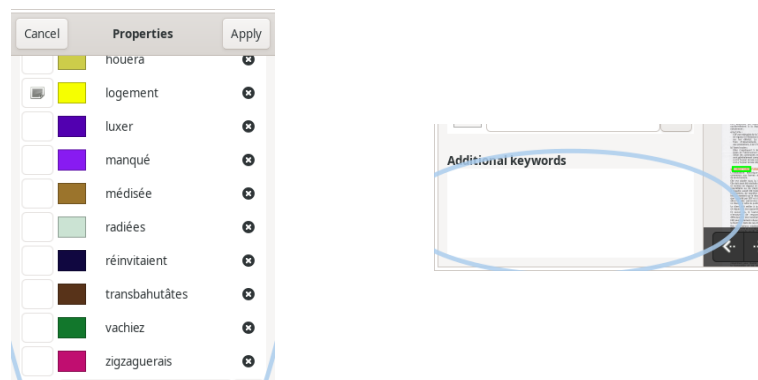 Cancel Properties Apply
houera
logement
luxer
manqué
médisée
radiées
réinvitaient
transbahutâtes
vachiez
zigzaguerais
Additional keywords